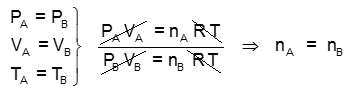 P_A = P_B
V_A = V_B
T_A = T_B
P_A V_A = n_A R T
P_B V_B = n_B R T
⇒ n_A = n_B